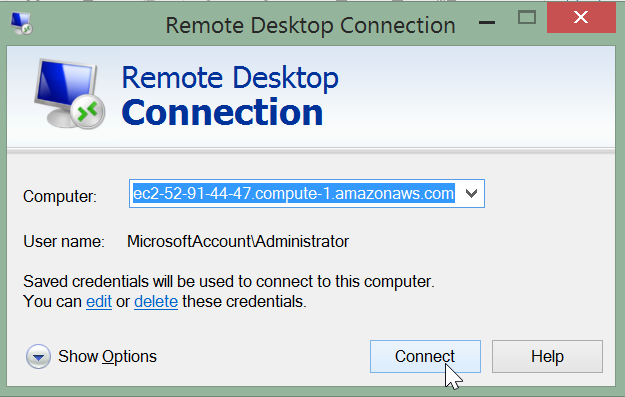 Remote Desktop Connection
Remote Desktop
Connection
Computer: ec2-52-91-44-47.compute-1.amazonaws.com
User name: MicrosoftAccount\Administrator
Saved credentials will be used to connect to this computer.
You can edit or delete these credentials.
Show Options Connect Help